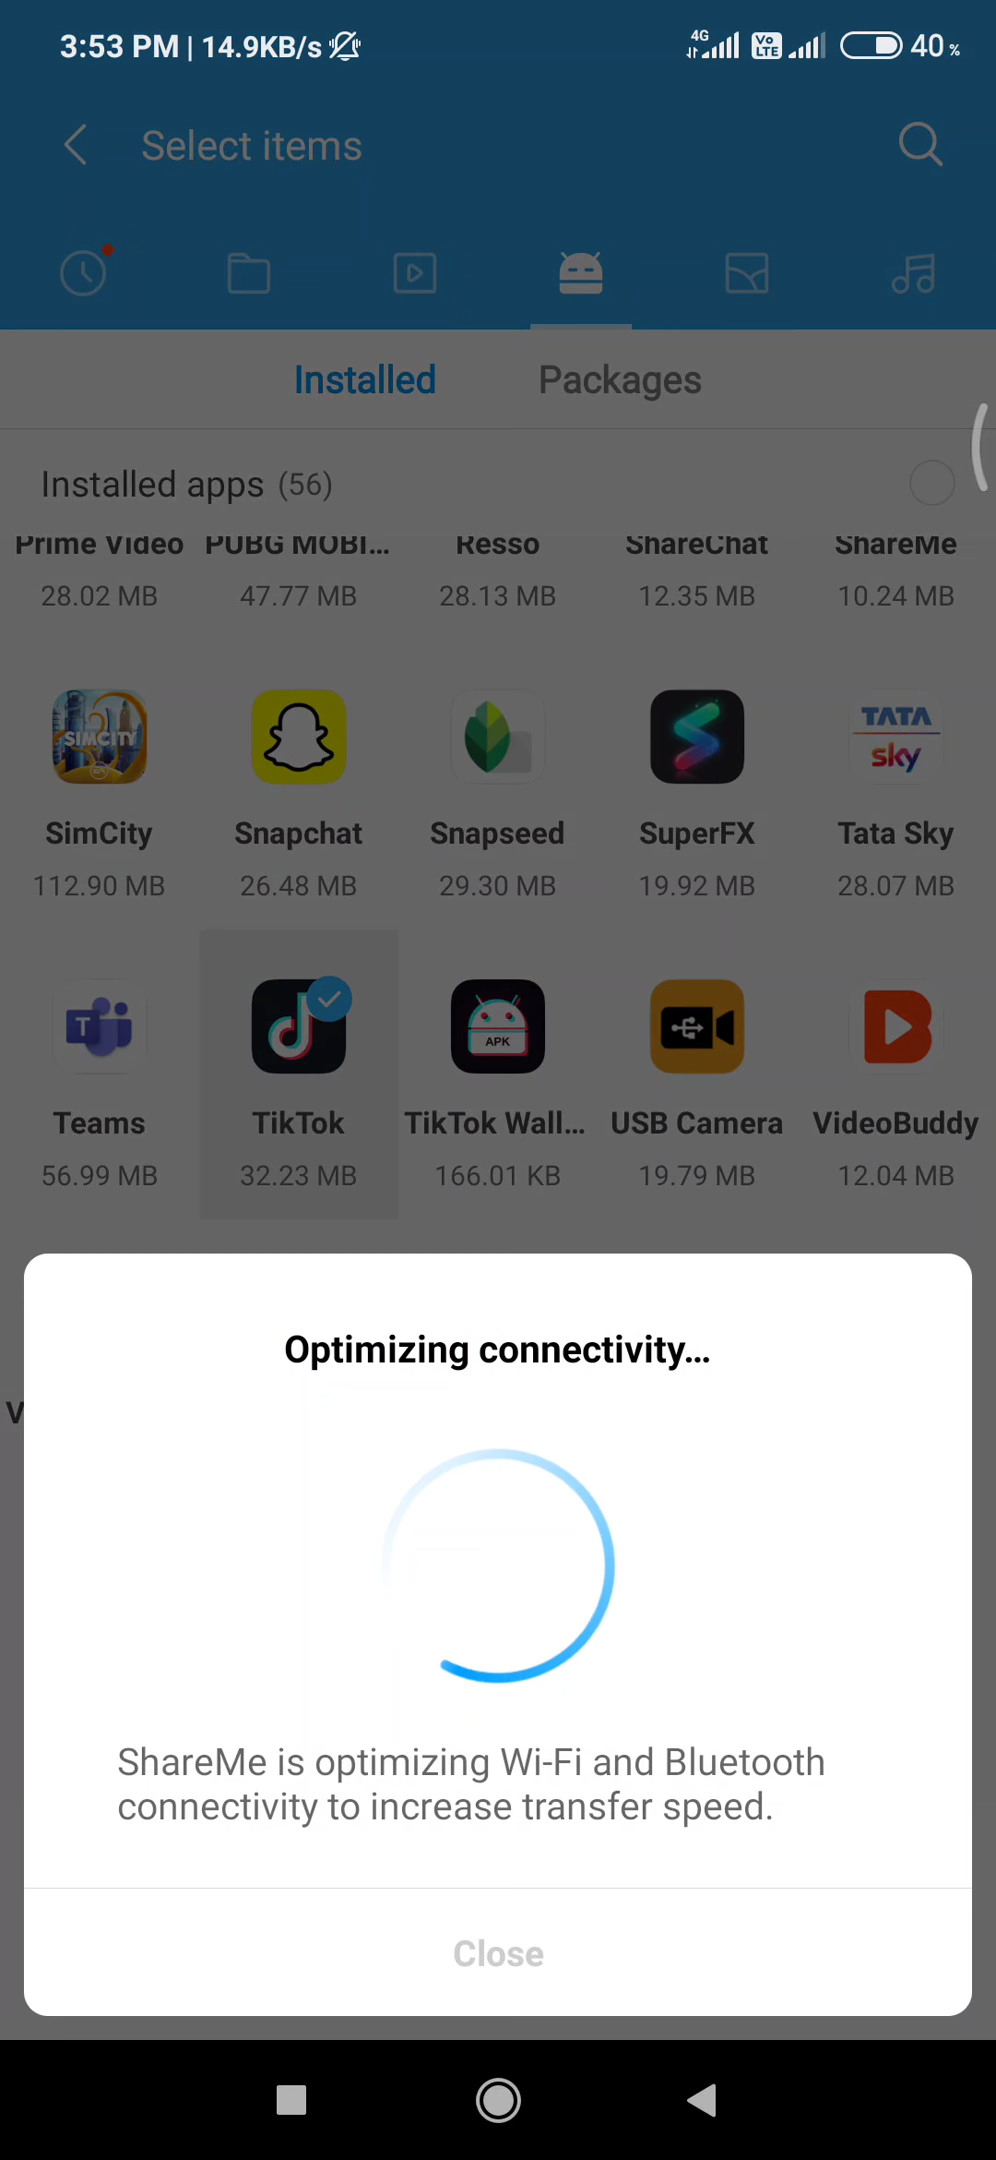 3:53 PM | 14.9KB/s 4G Vo LTE 40 %
Select items
Installed Packages
Installed apps (56)
Prime Video PUBG MOBI... Resso ShareChat ShareMe
28.02 MB 47.77 MB 28.13 MB 12.35 MB 10.24 MB
SIMCITY TATA
sky
SimCity Snapchat Snapseed SuperFX Tata Sky
112.90 MB 26.48 MB 29.30 MB 19.92 MB 28.07 MB
T APK
Teams TikTok TikTok Wall... USB Camera VideoBuddy
56.99 MB 32.23 MB 166.01 KB 19.79 MB 12.04 MB
Optimizing connectivity...
V
ShareMe is optimizing Wi-Fi and Bluetooth
connectivity to increase transfer speed.
Close